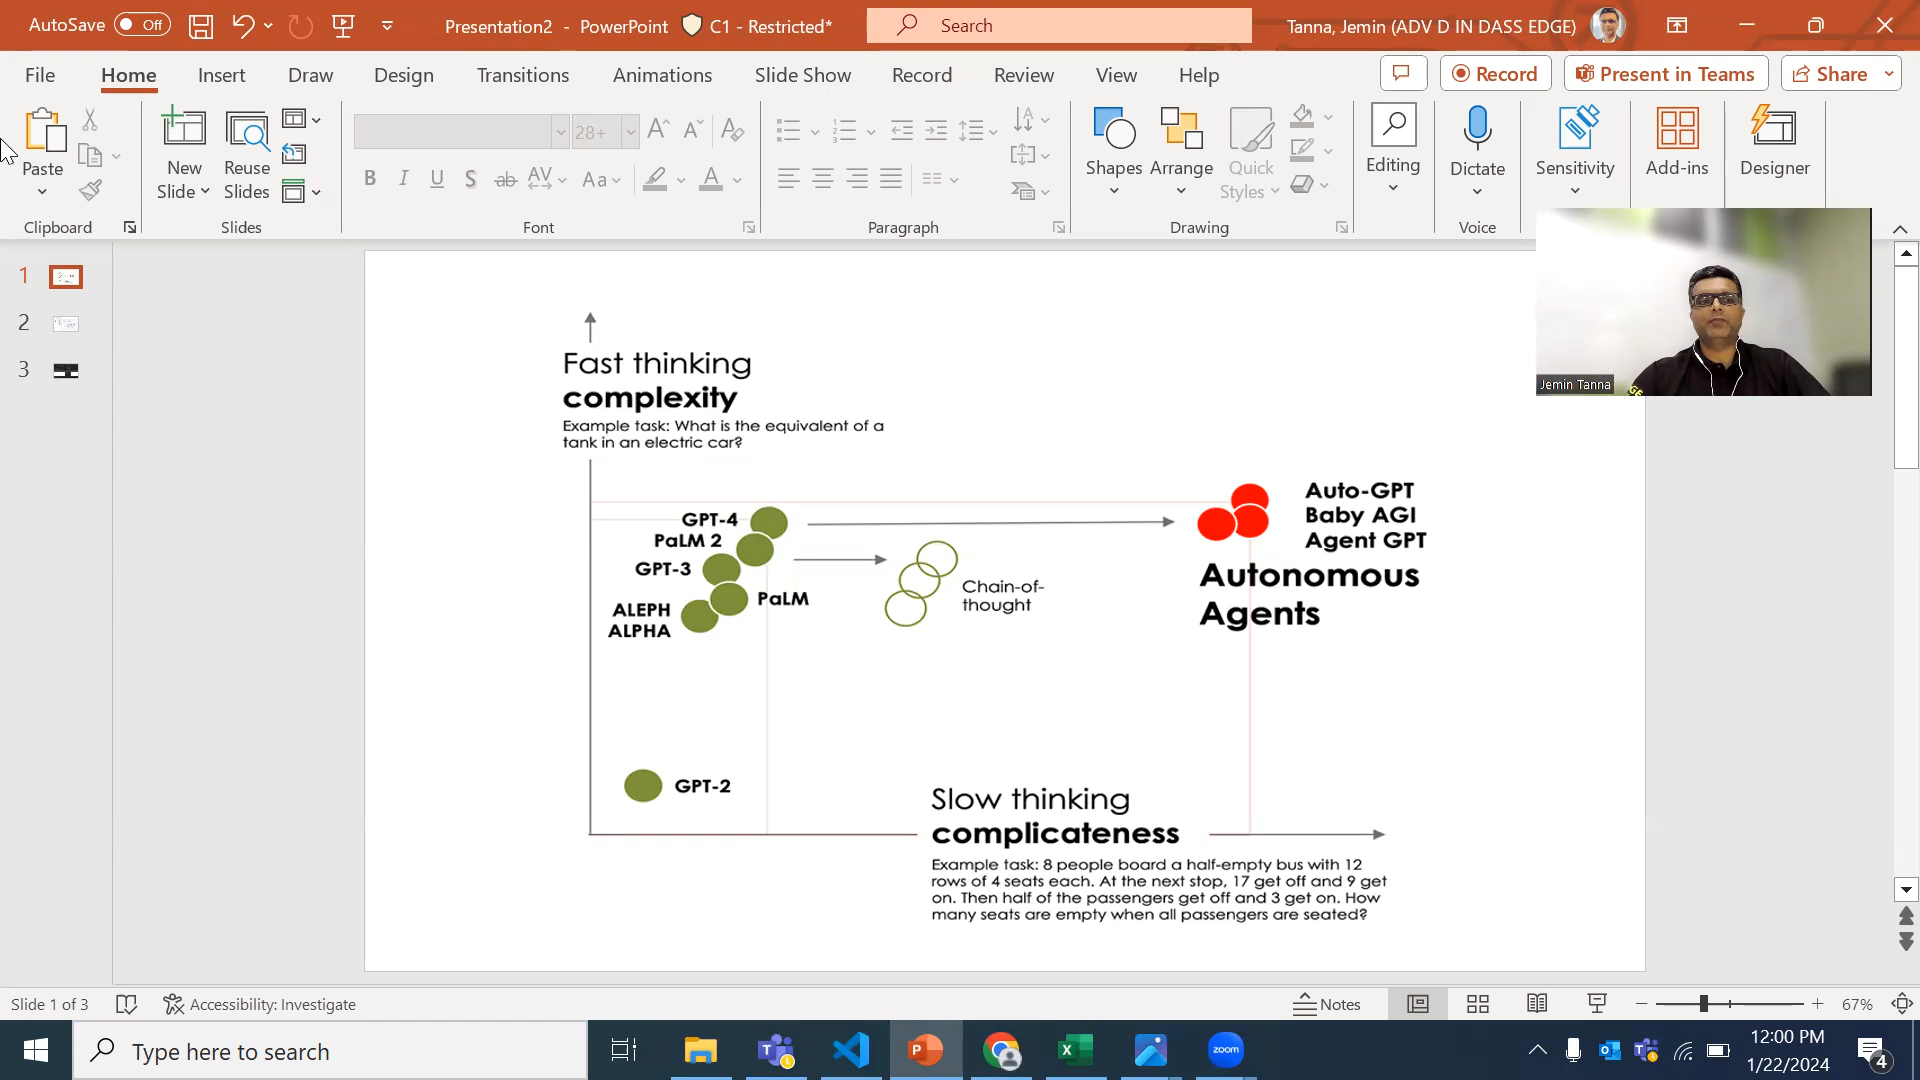 AutoSave Off
Presentation2 - PowerPoint C1 - Restricted*
Search
Tanna, Jemin (ADV D IN DASS EDGE)
File Home Insert Draw Design Transitions Animations Slide Show Record Review View Help
Record Present in Teams Share
Paste
New Slide
Reuse Slides
28+
B I U S ab AV Aa A
Shapes
Arrange
Quick Styles
Editing
Dictate
Sensitivity
Add-ins
Designer
Clipboard Slides Font Paragraph Drawing Voice
1
2
3
Jemin Tanna
Fast thinking
complexity
Example task: What is the equivalent of a
tank in an electric car?
GPT-4
PaLM 2
GPT-3
PaLM
ALEPH
ALPHA
Chain-of-
thought
Auto-GPT
Baby AGI
Agent GPT
Autonomous
Agents
GPT-2
Slow thinking
complicateness
Example task: 8 people board a half-empty bus with 12
rows of 4 seats each. At the next stop, 17 get off and 9 get
on. Then half of the passengers get off and 3 get on. How
many seats are empty when all passengers are seated?
Slide 1 of 3 Accessibility: Investigate
Notes 67%
Type here to search
zoom
12:00 PM
1/22/2024
4